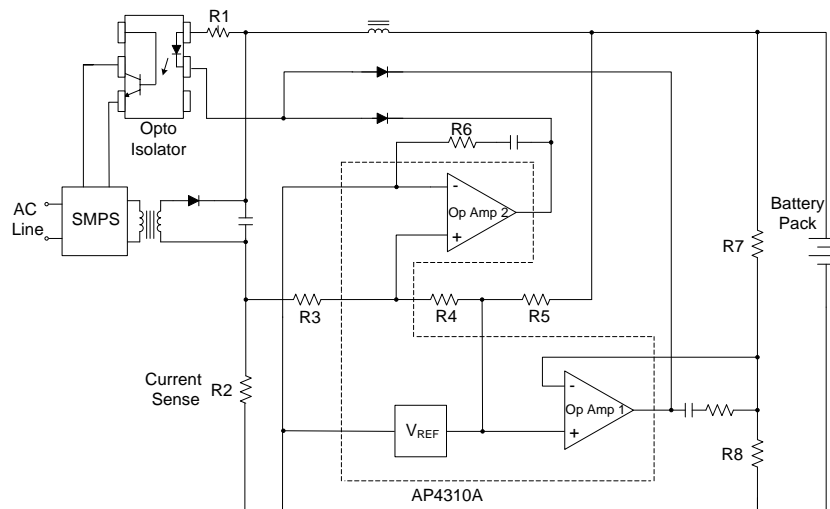 R1
Opto
Isolator
R6
-
Op Amp 2
+
AC
Line
SMPS
Battery
Pack
R7
R3
R4
R5
Current
Sense
R2
-
Op Amp 1
+
VREF
R8
AP4310A